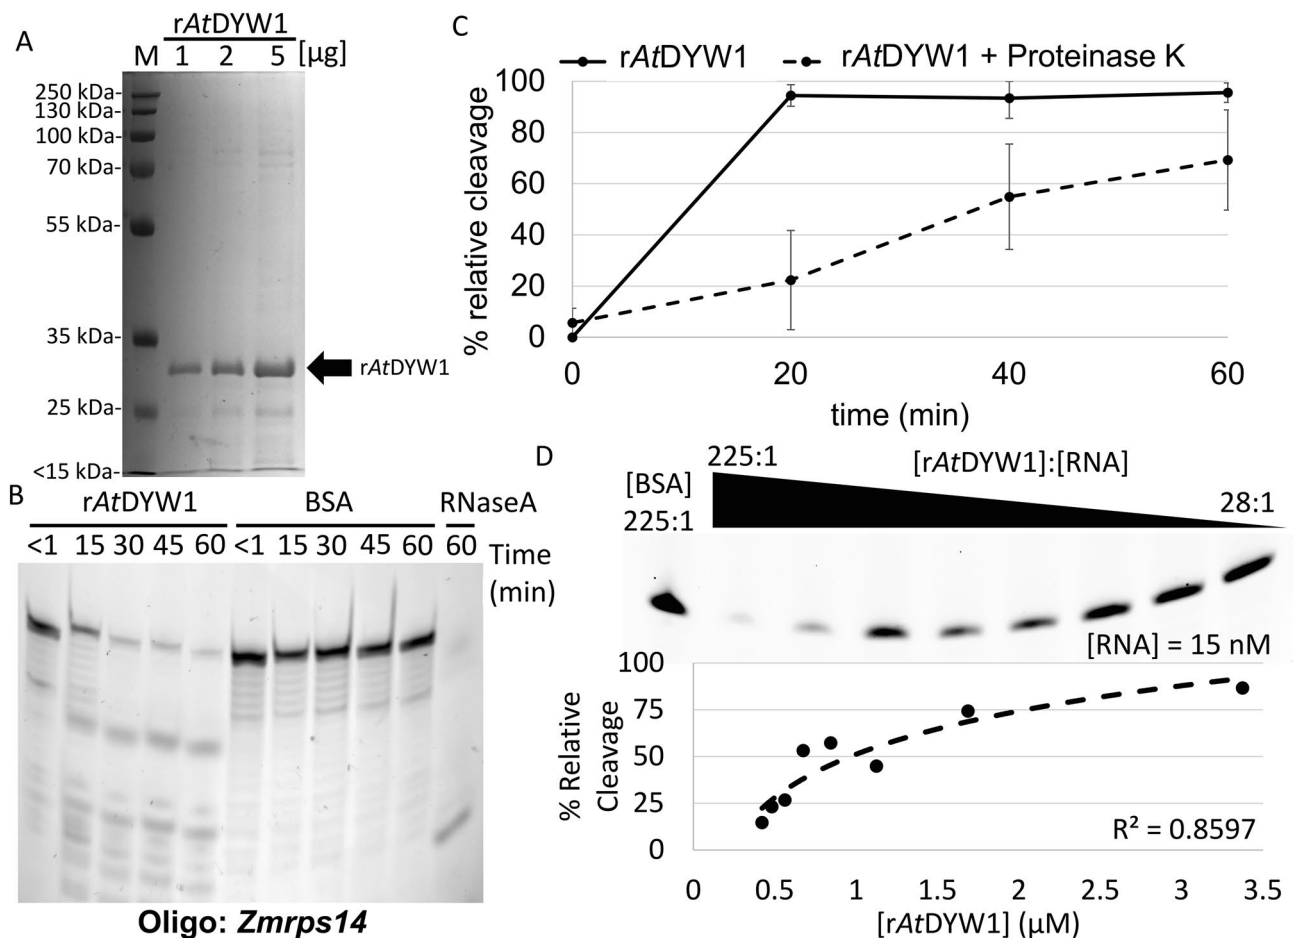 A
rAtDYW1
M 1 2 5 [µg]
250 kDa-
130 kDa-
100 kDa-
70 kDa-
55 kDa-
35 kDa-
25 kDa-
<15 kDa-
rAtDYW1
B
rAtDYW1 BSA RNaseA
<1 15 30 45 60 <1 15 30 45 60 60 Time
(min)
Oligo: Zmrps14
C
rAtDYW1 rAtDYW1 + Proteinase K
% relative cleavage
100
80
60
40
20
0
0 20 40 60
time (min)
D
[BSA]
225:1
225:1 [rAtDYW1]:[RNA] 28:1
[RNA] = 15 nM
% Relative
Cleavage
100
75
50
25
0
R² = 0.8597
0 0.5 1 1.5 2 2.5 3 3.5
[rAtDYW1] (µM)